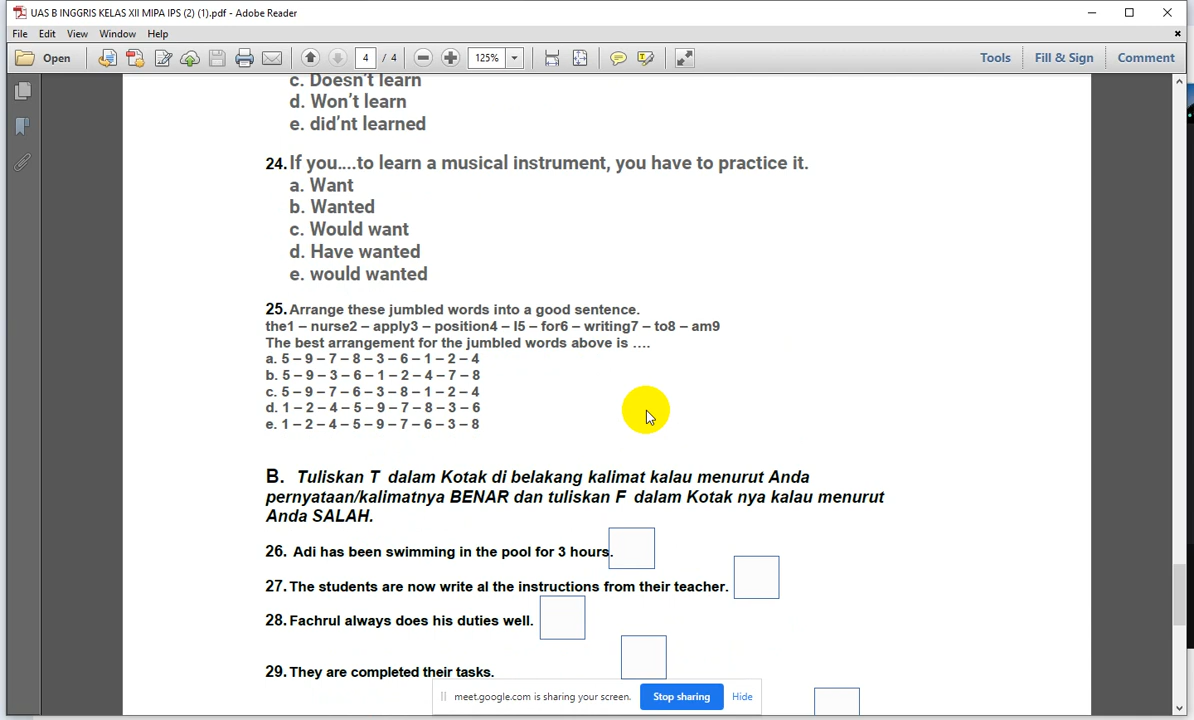 UAS B INGGRIS KELAS XII MIPA IPS (2) (1).pdf - Adobe Reader
File Edit View Window Help
Open 4 / 4 125% Tools Fill & Sign Comment
c. Doesn't learn
d. Won't learn
e. did'nt learned
24. If you....to learn a musical instrument, you have to practice it.
a. Want
b. Wanted
c. Would want
d. Have wanted
e. would wanted
25. Arrange these jumbled words into a good sentence.
the1 – nurse2 – apply3 – position4 – I5 – for6 – writing7 – to8 – am9
The best arrangement for the jumbled words above is ....
a. 5 – 9 – 7 – 8 – 3 – 6 – 1 – 2 – 4
b. 5 – 9 – 3 – 6 – 1 – 2 – 4 – 7 – 8
c. 5 – 9 – 7 – 6 – 3 – 8 – 1 – 2 – 4
d. 1 – 2 – 4 – 5 – 9 – 7 – 8 – 3 – 6
e. 1 – 2 – 4 – 5 – 9 – 7 – 6 – 3 – 8
B. Tuliskan T dalam Kotak di belakang kalimat kalau menurut Anda
pernyataan/kalimatnya BENAR dan tuliskan F dalam Kotak nya kalau menurut
Anda SALAH.
26. Adi has been swimming in the pool for 3 hours.
27. The students are now write al the instructions from their teacher.
28. Fachrul always does his duties well.
29. They are completed their tasks.
meet.google.com is sharing your screen. Stop sharing Hide